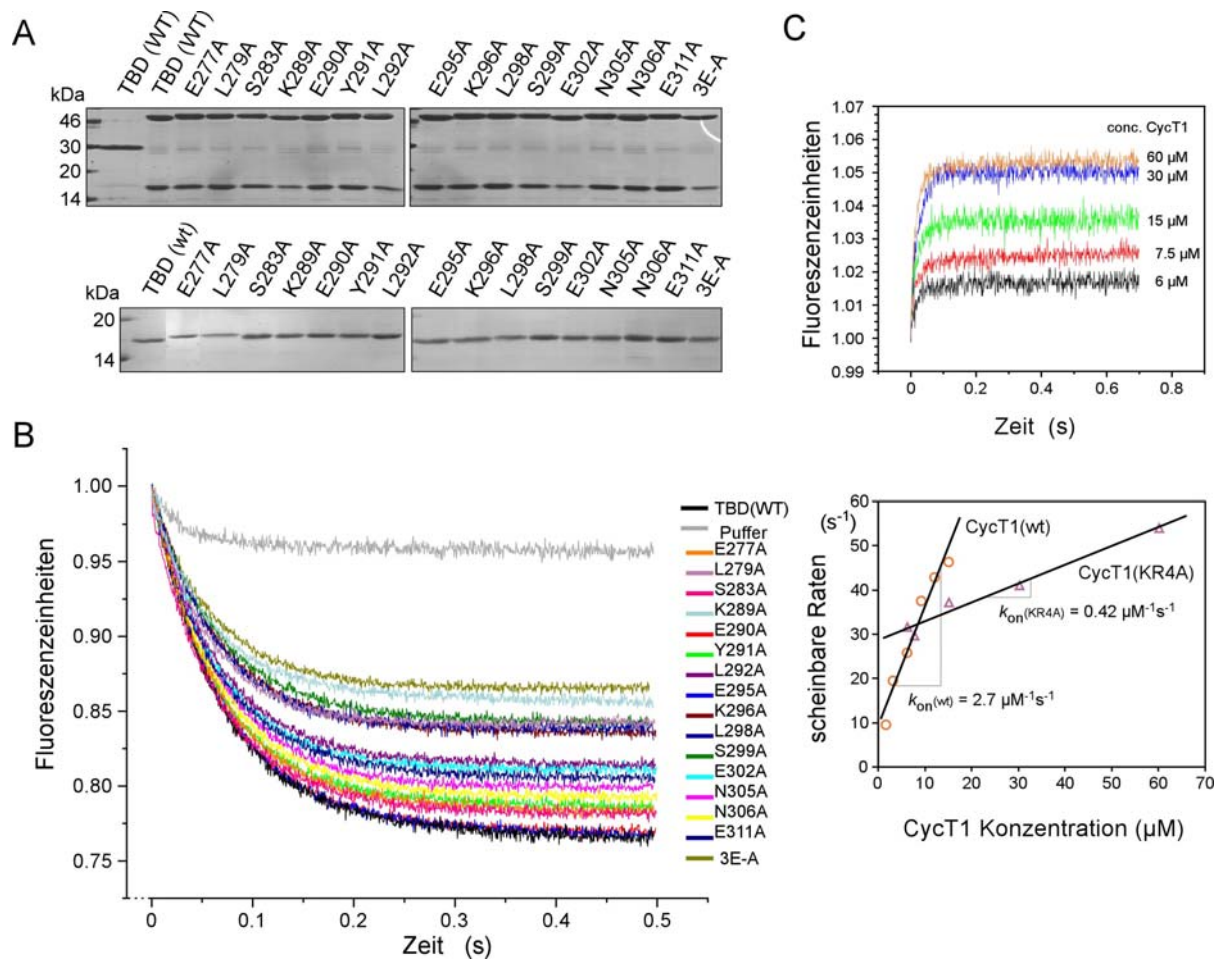 A
TBD (WT)
TBD (WT)
E277A
L279A
S283A
K289A
E290A
Y291A
L292A
E295A
K296A
L298A
S299A
E302A
N305A
N306A
E311A
3E-A
kDa
46
30
20
14
TBD (wt)
E277A
L279A
S283A
K289A
E290A
Y291A
L292A
E295A
K296A
L298A
S299A
E302A
N305A
N306A
E311A
3E-A
kDa
20
14
B
Fluoreszenzeinheiten
1.00
0.95
0.90
0.85
0.80
0.75
0
0.1
0.2
0.3
0.4
0.5
Zeit (s)
TBD(WT)
Puffer
E277A
L279A
S283A
K289A
E290A
Y291A
L292A
E295A
K296A
L298A
S299A
E302A
N305A
N306A
E311A
3E-A
C
Fluoreszenzeinheiten
1.07
1.06
1.05
1.04
1.03
1.02
1.01
1.00
0.99
conc. CycT1
60 µM
30 µM
15 µM
7.5 µM
6 µM
0
0.2
0.4
0.6
0.8
Zeit (s)
scheinbare Raten (s⁻¹)
60
50
40
30
20
10
0
CycT1(wt)
CycT1(KR4A)
kon(KR4A) = 0.42 µM⁻¹s⁻¹
kon(wt) = 2.7 µM⁻¹s⁻¹
0
10
20
30
40
50
60
70
CycT1 Konzentration (µM)